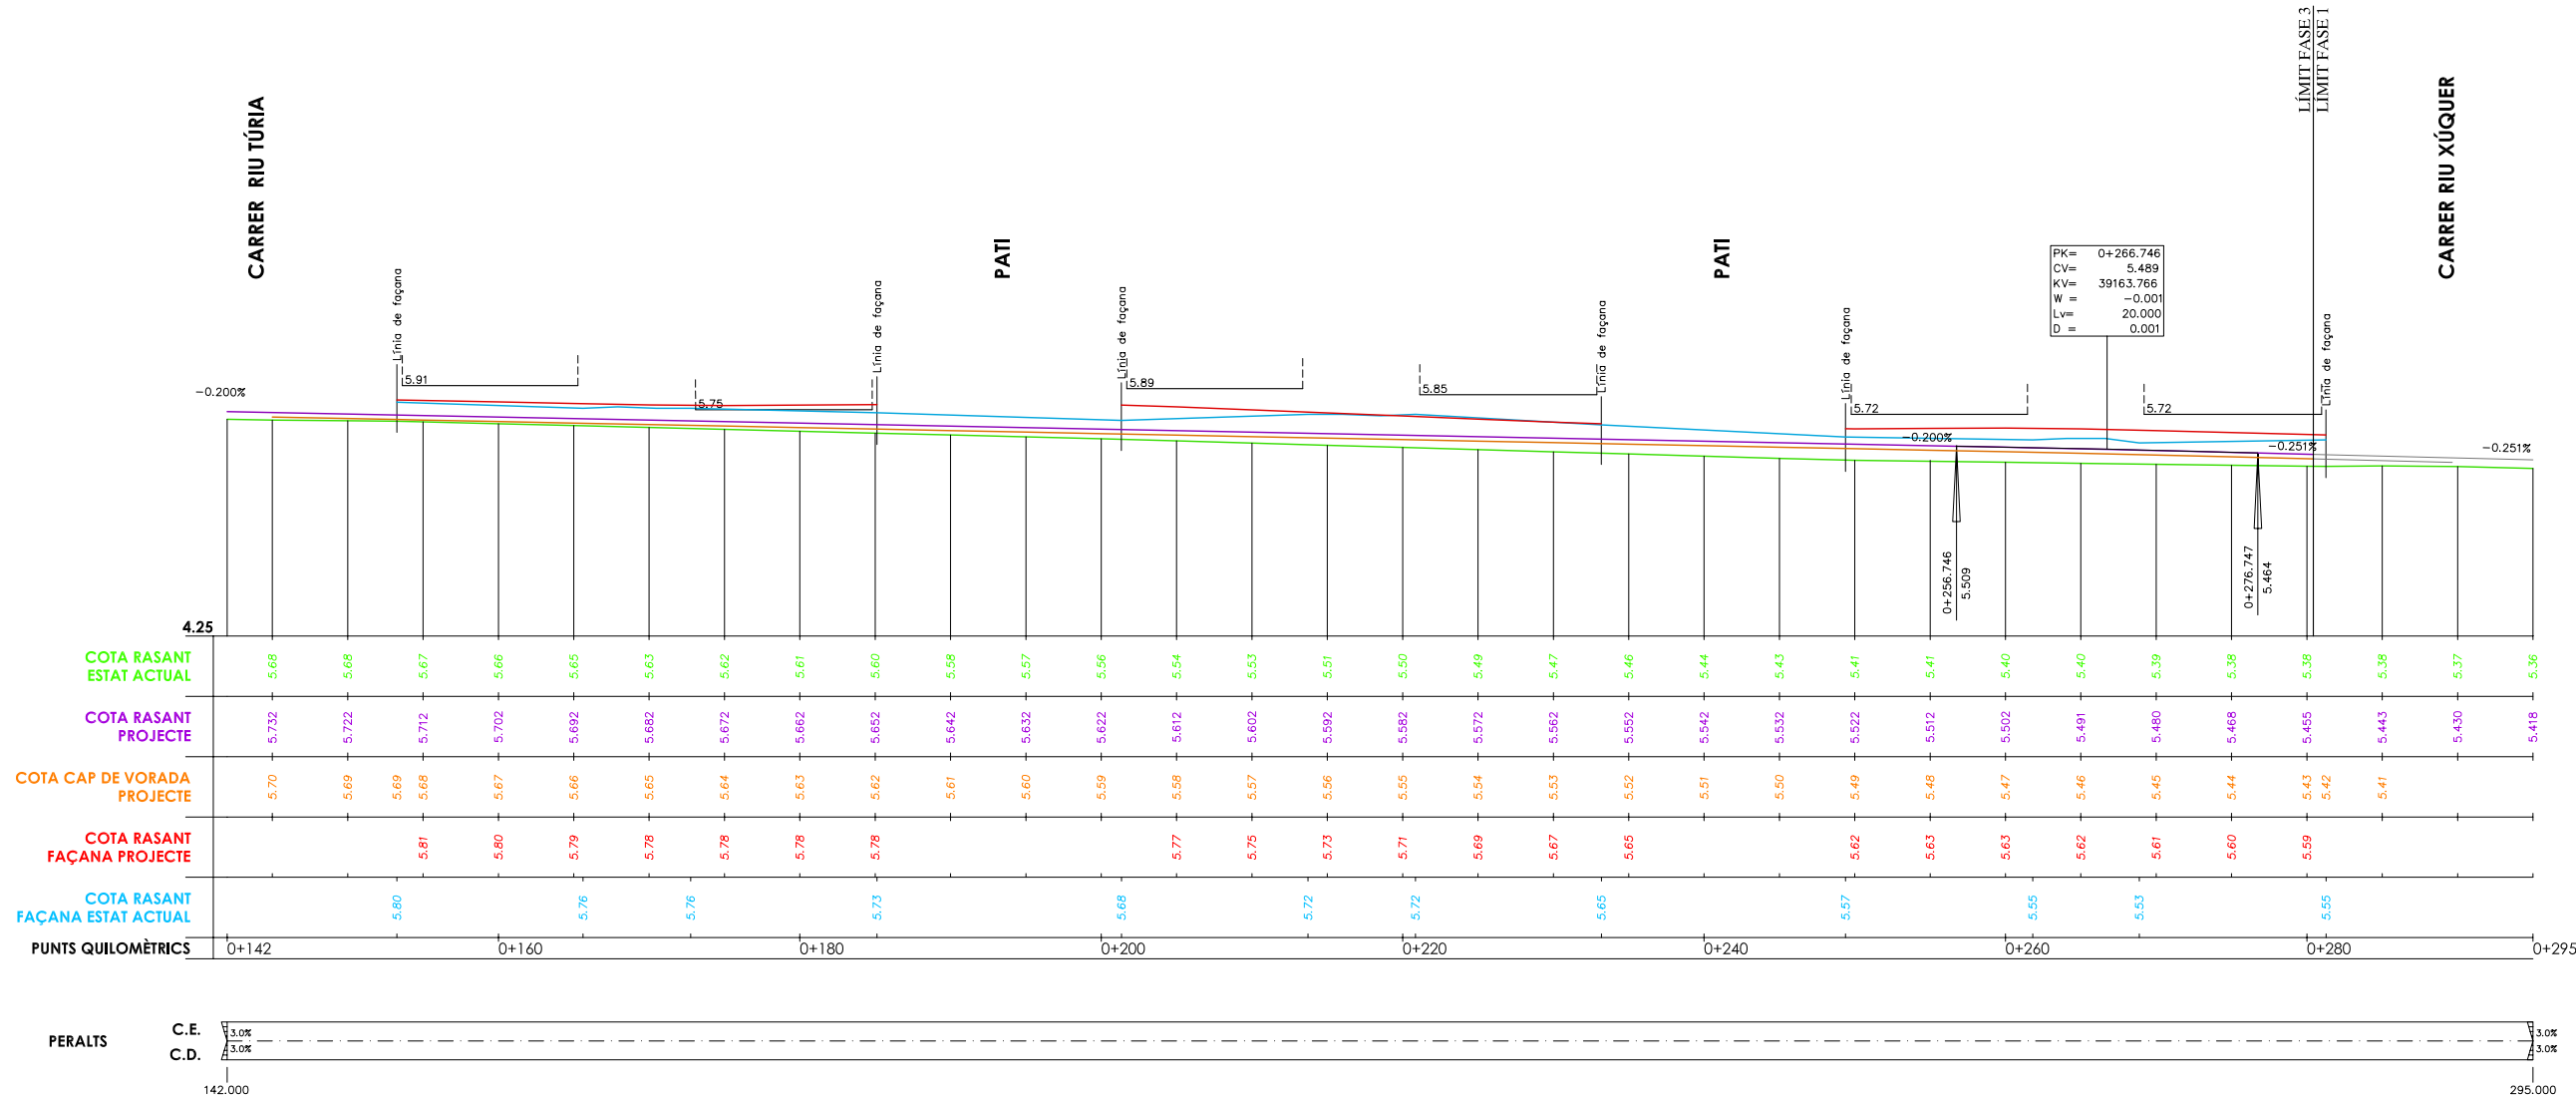 LÍMIT FASE 3
LÍMIT FASE 1
CARRER RIU TÚRIA
PATI
PATI
CARRER RIU XÚQUER
PK= 0+266.746
CV= 5.489
KV= 39163.766
W = -0.001
Lv= 20.000
D = 0.001
Línia de façana
Línia de façana
Línia de façana
Línia de façana
Línia de façana
Línia de façana
5.91
5.75
5.89
5.85
5.72
5.72
-0.200%
-0.200%
-0.251%
-0.251%
0+256.746
5.509
0+276.747
5.464
4.25
COTA RASANT
ESTAT ACTUAL
5.68 5.68 5.67 5.66 5.65 5.63 5.62 5.61 5.60 5.58 5.57 5.56 5.54 5.53 5.51 5.50 5.49 5.47 5.46 5.44 5.43 5.41 5.41 5.40 5.40 5.39 5.38 5.38 5.38 5.37 5.36
COTA RASANT
PROJECTE
5.732 5.722 5.712 5.702 5.692 5.682 5.672 5.662 5.652 5.642 5.632 5.622 5.612 5.602 5.592 5.582 5.572 5.562 5.552 5.542 5.532 5.522 5.512 5.502 5.491 5.480 5.468 5.455 5.443 5.430 5.418
COTA CAP DE VORADA
PROJECTE
5.70 5.69 5.69 5.68 5.67 5.66 5.65 5.64 5.63 5.62 5.61 5.60 5.59 5.58 5.57 5.56 5.55 5.54 5.53 5.52 5.51 5.50 5.49 5.48 5.47 5.46 5.45 5.44 5.43 5.42 5.41
COTA RASANT
FAÇANA PROJECTE
5.81 5.80 5.79 5.78 5.78 5.78 5.78 5.77 5.75 5.73 5.71 5.69 5.67 5.65 5.62 5.63 5.63 5.62 5.61 5.60 5.59
COTA RASANT
FAÇANA ESTAT ACTUAL
5.80 5.76 5.76 5.73 5.68 5.72 5.72 5.65 5.57 5.55 5.53 5.55
PUNTS QUILOMÈTRICS
0+142 0+160 0+180 0+200 0+220 0+240 0+260 0+280 0+295
PERALTS
C.E.
C.D.
3.0%
3.0%
3.0%
3.0%
142.000
295.000